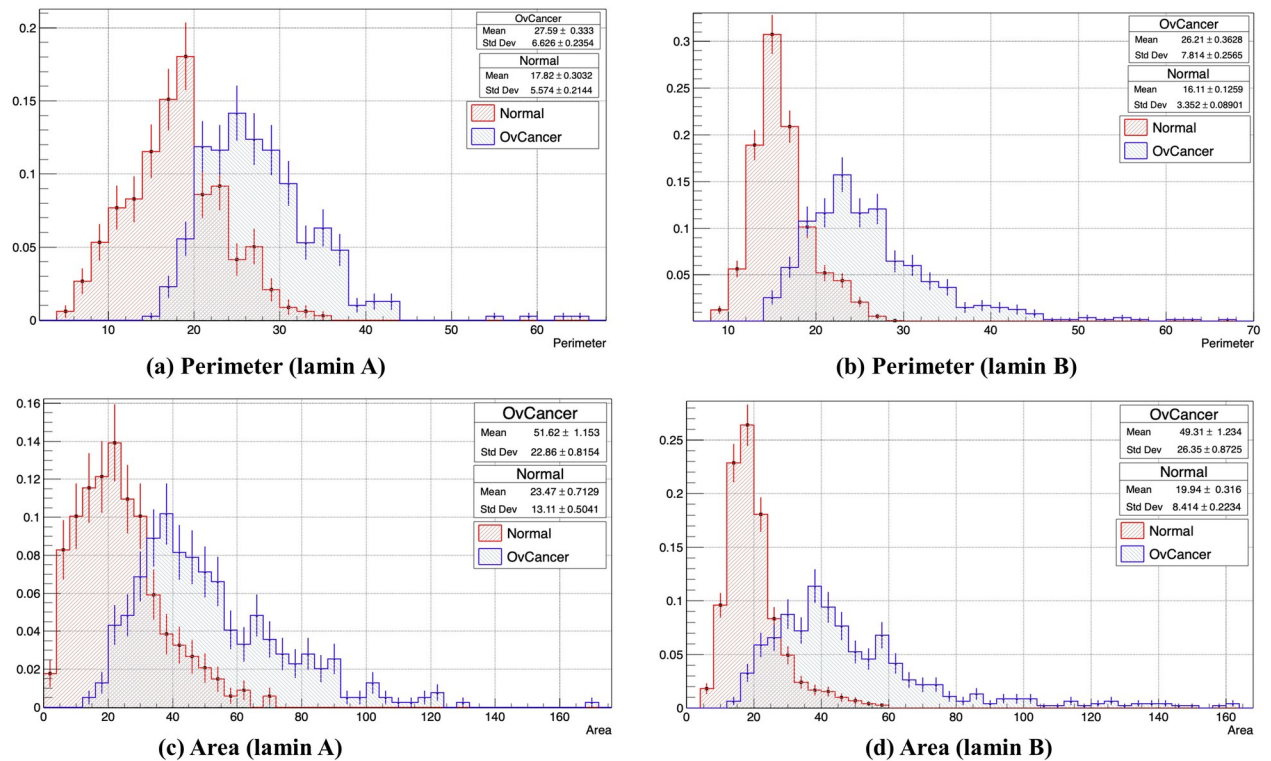 0.2
0.15
0.1
0.05
0
10 20 30 40 50 60
Perimeter
OvCancer
Mean 27.59 ± 0.333
Std Dev 6.626 ± 0.2354
Normal
Mean 17.82 ± 0.3032
Std Dev 5.574 ± 0.2144
Normal
OvCancer
(a) Perimeter (lamin A)
0.3
0.25
0.2
0.15
0.1
0.05
10 20 30 40 50 60 70
Perimeter
OvCancer
Mean 26.21 ± 0.3628
Std Dev 7.814 ± 0.2565
Normal
Mean 16.11 ± 0.1259
Std Dev 3.352 ± 0.08901
Normal
OvCancer
(b) Perimeter (lamin B)
0.16
0.14
0.12
0.1
0.08
0.06
0.04
0.02
0
0 20 40 60 80 100 120 140 160
Area
OvCancer
Mean 51.62 ± 1.153
Std Dev 22.86 ± 0.8154
Normal
Mean 23.47 ± 0.7129
Std Dev 13.11 ± 0.5041
Normal
OvCancer
(c) Area (lamin A)
0.25
0.2
0.15
0.1
0.05
0
0 20 40 60 80 100 120 140 160
Area
OvCancer
Mean 49.31 ± 1.234
Std Dev 26.35 ± 0.8725
Normal
Mean 19.94 ± 0.316
Std Dev 8.414 ± 0.2234
Normal
OvCancer
(d) Area (lamin B)